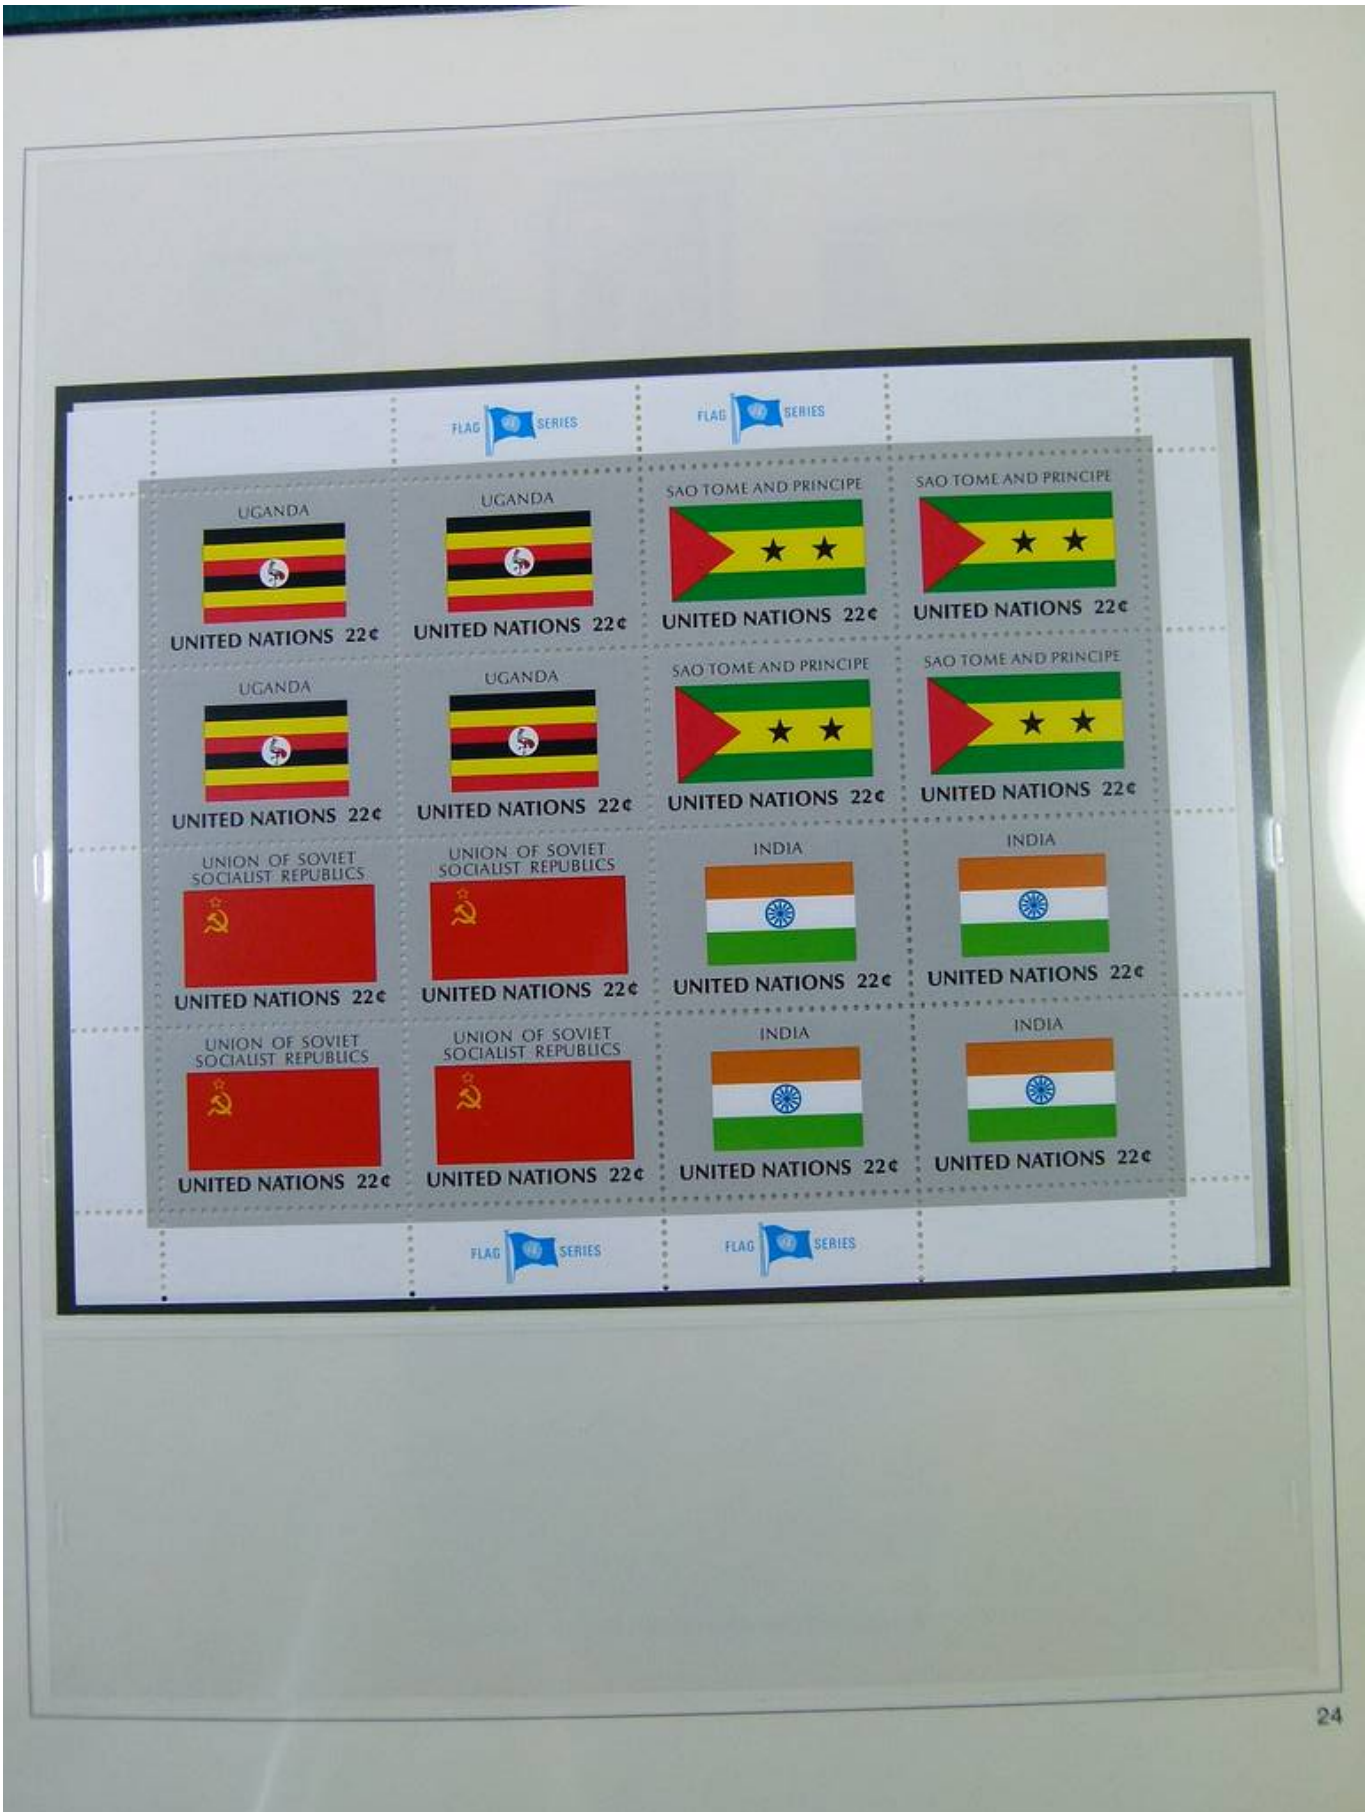 FLAG SERIES FLAG SERIES
UGANDA UGANDA SAO TOME AND PRINCIPE SAO TOME AND PRINCIPE
UNITED NATIONS 22¢ UNITED NATIONS 22¢ UNITED NATIONS 22¢ UNITED NATIONS 22¢
UGANDA UGANDA SAO TOME AND PRINCIPE SAO TOME AND PRINCIPE
UNITED NATIONS 22¢ UNITED NATIONS 22¢ UNITED NATIONS 22¢ UNITED NATIONS 22¢
UNION OF SOVIET UNION OF SOVIET INDIA INDIA
SOCIALIST REPUBLICS SOCIALIST REPUBLICS
UNITED NATIONS 22¢ UNITED NATIONS 22¢ UNITED NATIONS 22¢ UNITED NATIONS 22¢
UNION OF SOVIET UNION OF SOVIET INDIA INDIA
SOCIALIST REPUBLICS SOCIALIST REPUBLICS
UNITED NATIONS 22¢ UNITED NATIONS 22¢ UNITED NATIONS 22¢ UNITED NATIONS 22¢
FLAG SERIES FLAG SERIES
24